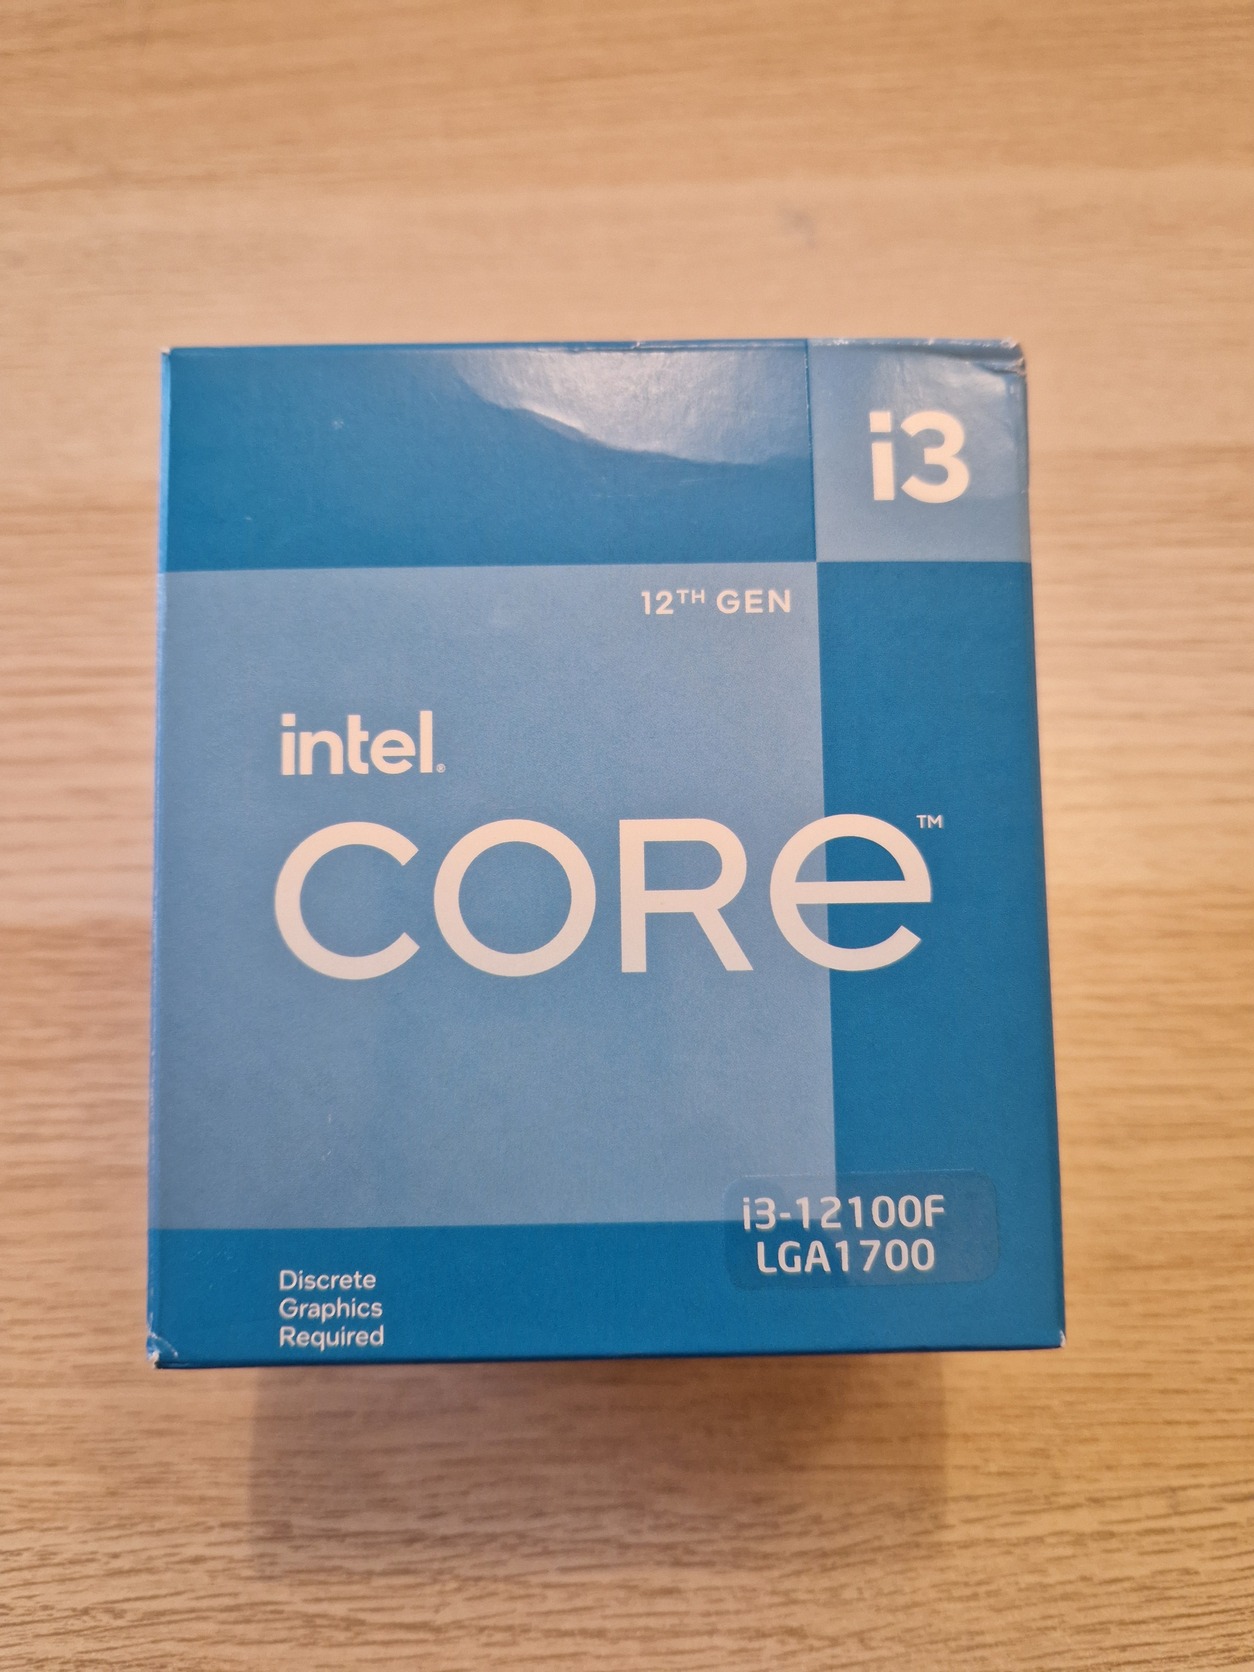 i3
12TH GEN
intel®
CORe™
i3-12100F
LGA1700
Discrete
Graphics
Required